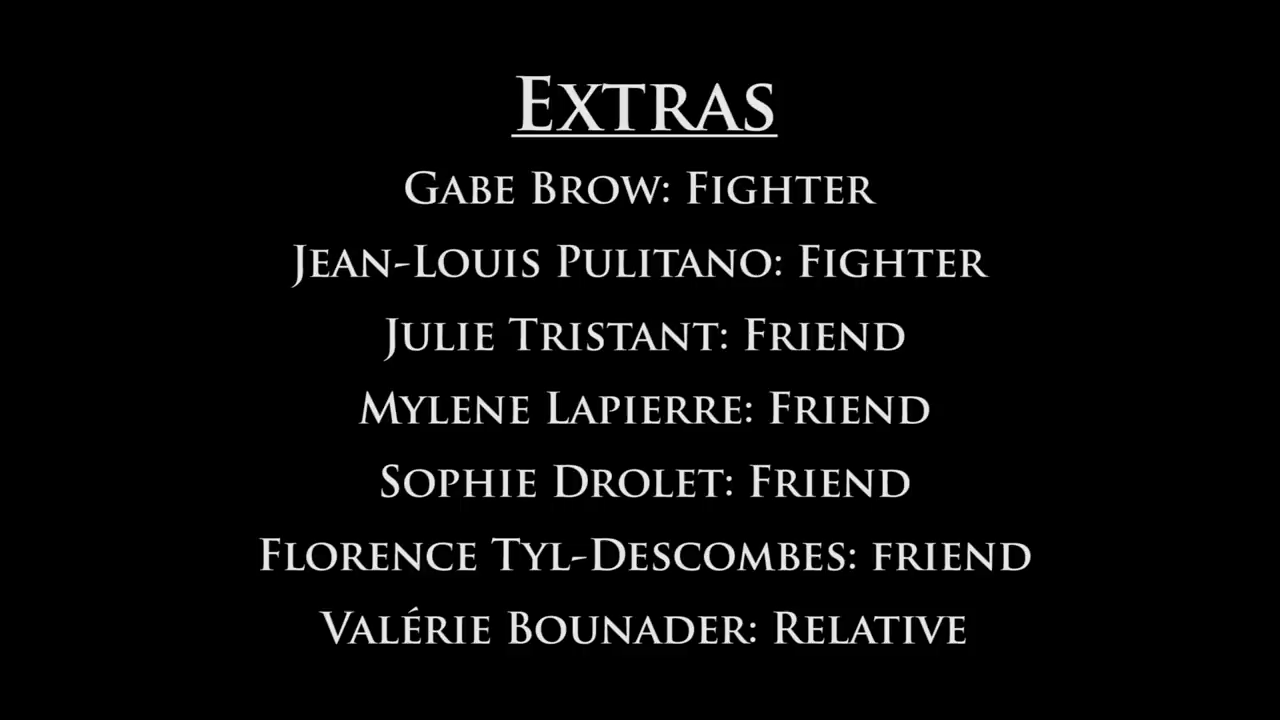 Extras
Gabe Brow: Fighter
Jean-Louis Pulitano: Fighter
Julie Tristant: Friend
Mylene Lapierre: Friend
Sophie Drolet: Friend
Florence Tyl-Descombes: friend
Valérie Bounader: Relative